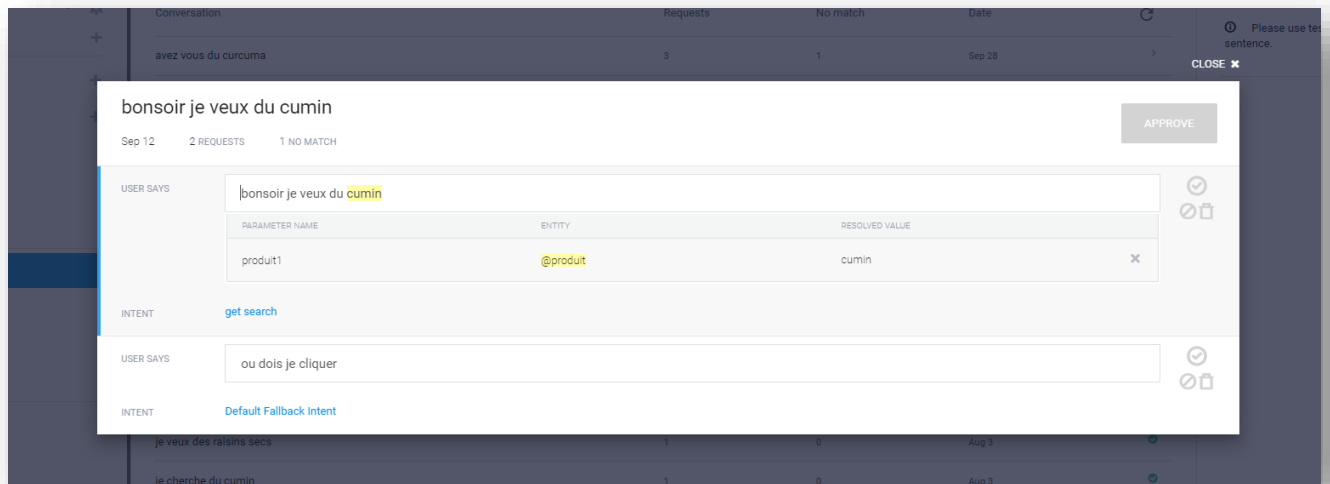 Conversation Requests No match Date
avez vous du curcuma 3 1 Sep 28
Please use tes
sentence.
CLOSE ✖
bonsoir je veux du cumin
APPROVE
Sep 12 2 REQUESTS 1 NO MATCH
USER SAYS bonsoir je veux du cumin
PARAMETER NAME ENTITY RESOLVED VALUE
produit1 @produit cumin
INTENT get search
USER SAYS ou dois je cliquer
INTENT Default Fallback Intent
je veux des raisins secs 1 0 Aug 3
je cherche du cumin 1 0 Aug 3